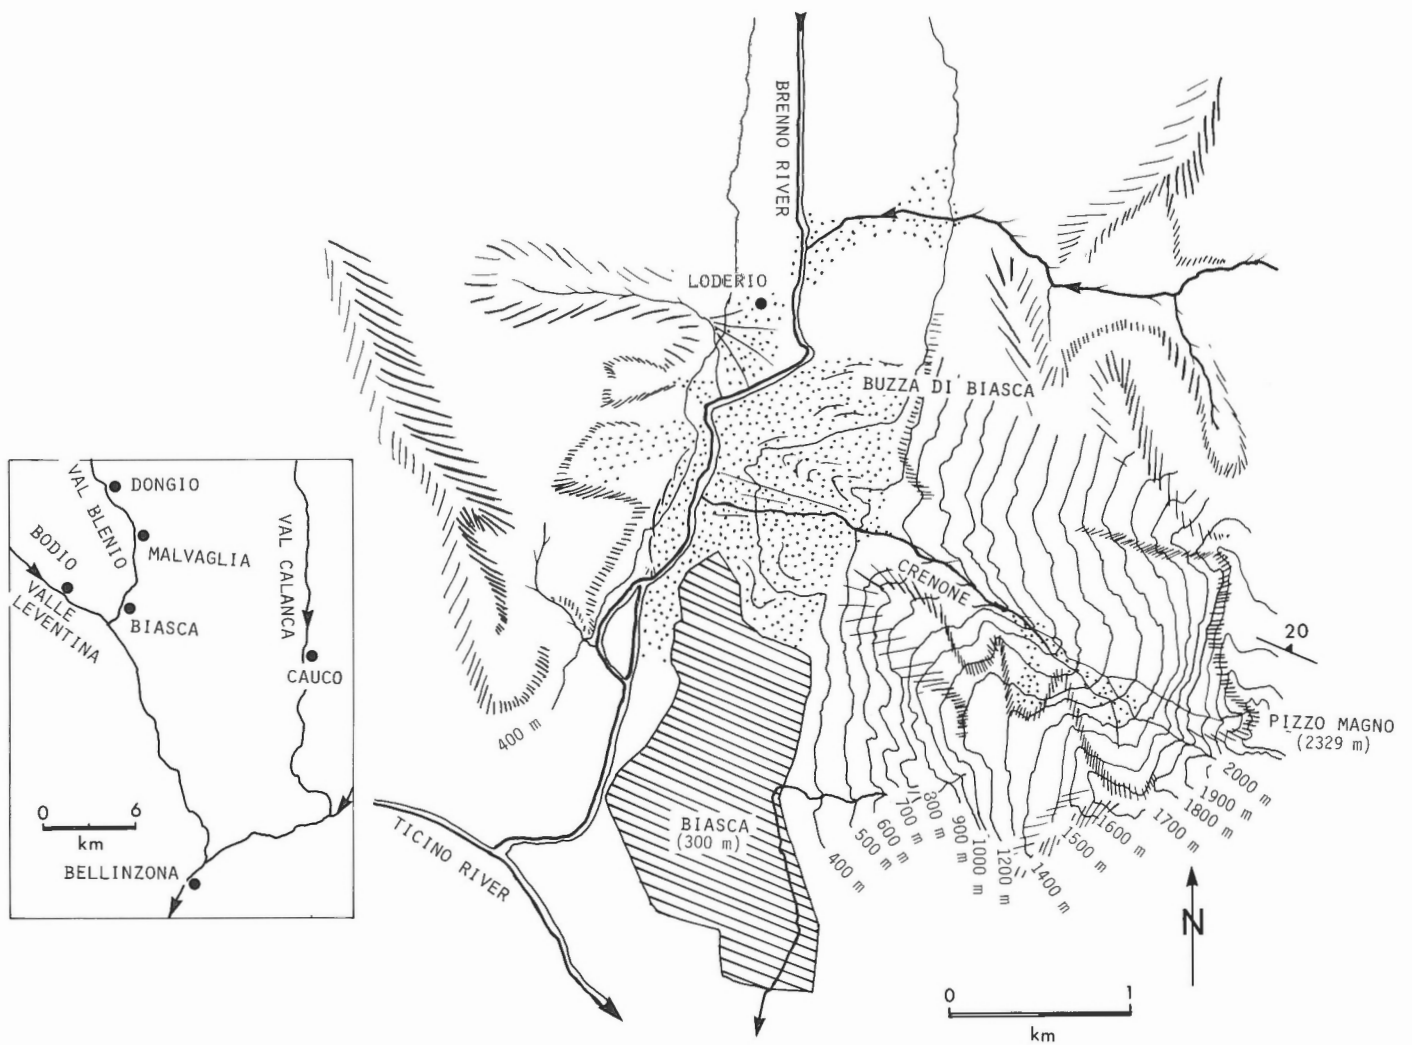 BRENNO RIVER
LODERIO
BUZZA DI BIASCA
CRENONE
20
PIZZO MAGNO
(2329 m)
400 m
2000 m
1900 m
1800 m
1700 m
1600 m
1500 m
1400 m
1200 m
1000 m
900 m
800 m
700 m
600 m
500 m
400 m
BIASCA
(300 m)
TICINO RIVER
N
0 1
km
DONGIO
VAL BLENIO
MALVAGLIA
BODIO
VALLE
LEVENTINA
BIASCA
VAL CALANCA
CAUCO
0 6
km
BELLINZONA